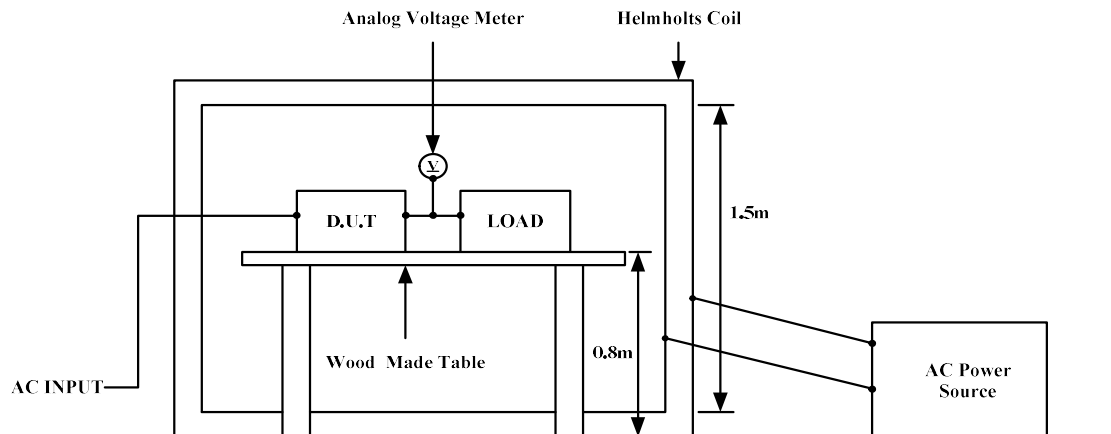 Analog Voltage Meter
Helmholts Coil
V
D.U.T
LOAD
1.5m
Wood Made Table
0.8m
AC INPUT
AC Power
Source